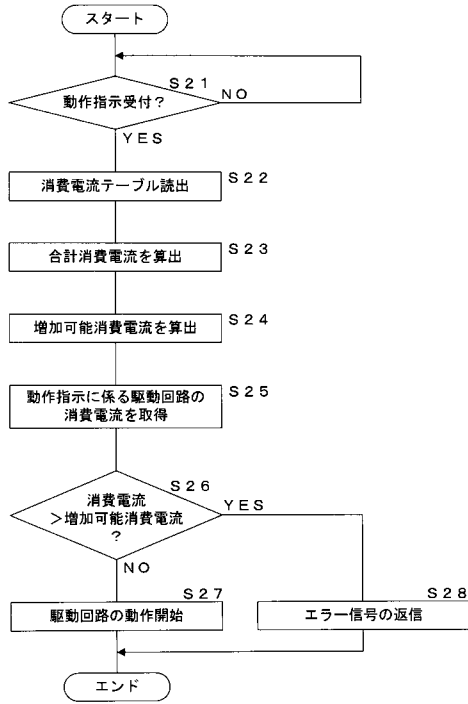 スタート
S21
動作指示受付?
NO
YES
消費電流テーブル読出
S22
合計消費電流を算出
S23
増加可能消費電流を算出
S24
動作指示に係る駆動回路の
消費電流を取得
S25
S26
消費電流
>増加可能消費電流
?
YES
NO
S27
駆動回路の動作開始
S28
エラー信号の返信
エンド